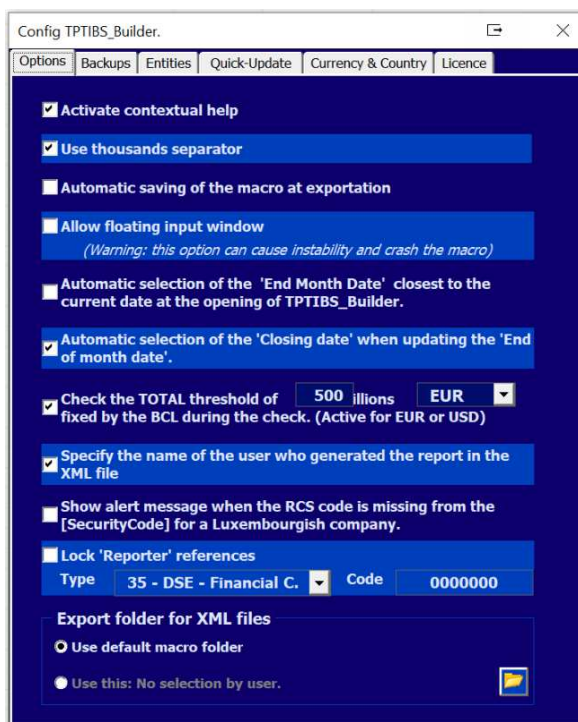 Config TPTIBS_Builder.
Options Backups Entities Quick-Update Currency & Country Licence
Activate contextual help
Use thousands separator
Automatic saving of the macro at exportation
Allow floating input window
(Warning: this option can cause instability and crash the macro)
Automatic selection of the 'End Month Date' closest to the
current date at the opening of TPTIBS_Builder.
Automatic selection of the 'Closing date' when updating the 'End
of month date'.
Check the TOTAL threshold of 500 illions EUR
fixed by the BCL during the check. (Active for EUR or USD)
Specify the name of the user who generated the report in the
XML file
Show alert message when the RCS code is missing from the
[SecurityCode] for a Luxembourgish company.
Lock 'Reporter' references
Type 35 - DSE - Financial C. Code 0000000
Export folder for XML files
Use default macro folder
Use this: No selection by user.